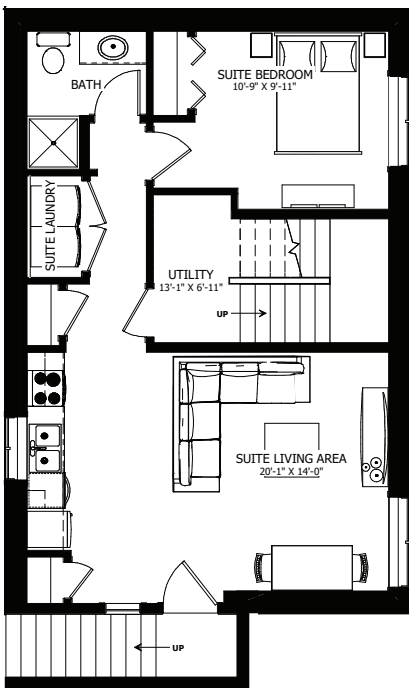 BATH
SUITE BEDROOM
10'-9" X 9'-11"
SUITE LAUNDRY
UTILITY
13'-1" X 6'-11"
UP
SUITE LIVING AREA
20'-1" X 14'-0"
UP